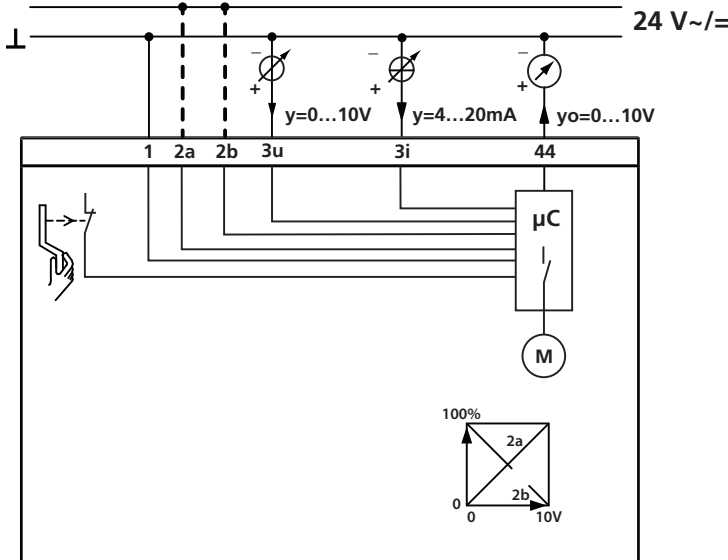 24 V~/=
⊥
− − −
+ + +
y=0...10V y=4...20mA yo=0...10V
1 2a 2b 3u 3i 44
µC
M
100%
2a
2b
0
0 10V